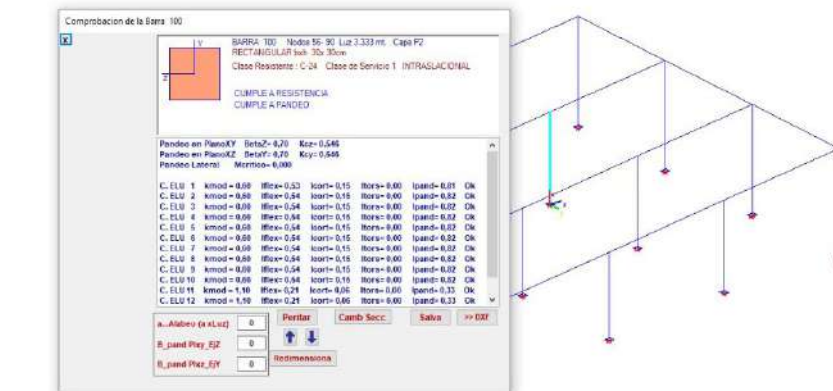 Comprobacion de la Barra 100
x
BARRA 100 Nodos 56- 90 Luz 3.333 mt. Capa P2
RECTANGULAR bxh 30x 30cm
Clase Resistente : C-24 Clase de Servicio 1 INTRASLACIONAL
CUMPLE A RESISTENCIA
CUMPLE A PANDEO
Y
Z
Pandeo en PlanoXY BetaZ= 0,70 Kcz= 0,546
Pandeo en PlanoXZ BetaY= 0,70 Kcy= 0,546
Pandeo Lateral Mcritico= 0,000
C. ELU 1 kmod = 0,60 Iflex= 0,53 Icort= 0,15 Itors= 0,00 Ipand= 0,81 Ok
C. ELU 2 kmod = 0,60 Iflex= 0,54 Icort= 0,15 Itors= 0,00 Ipand= 0,82 Ok
C. ELU 3 kmod = 0,60 Iflex= 0,54 Icort= 0,15 Itors= 0,00 Ipand= 0,82 Ok
C. ELU 4 kmod = 0,60 Iflex= 0,54 Icort= 0,15 Itors= 0,00 Ipand= 0,82 Ok
C. ELU 5 kmod = 0,60 Iflex= 0,54 Icort= 0,15 Itors= 0,00 Ipand= 0,82 Ok
C. ELU 6 kmod = 0,60 Iflex= 0,54 Icort= 0,15 Itors= 0,00 Ipand= 0,82 Ok
C. ELU 7 kmod = 0,60 Iflex= 0,54 Icort= 0,15 Itors= 0,00 Ipand= 0,82 Ok
C. ELU 8 kmod = 0,60 Iflex= 0,54 Icort= 0,15 Itors= 0,00 Ipand= 0,82 Ok
C. ELU 9 kmod = 0,60 Iflex= 0,54 Icort= 0,15 Itors= 0,00 Ipand= 0,82 Ok
C. ELU 10 kmod = 0,60 Iflex= 0,54 Icort= 0,15 Itors= 0,00 Ipand= 0,82 Ok
C. ELU 11 kmod = 1,10 Iflex= 0,21 Icort= 0,06 Itors= 0,00 Ipand= 0,33 Ok
C. ELU 12 kmod = 1,10 Iflex= 0,21 Icort= 0,06 Itors= 0,00 Ipand= 0,33 Ok
a...Alabeo (a xLuz) 0
Peritar Camb Secc Salva >> DXf
B_pand Plxy_EjZ 0
B_pand Plxz_EjY 0
Redimensiona